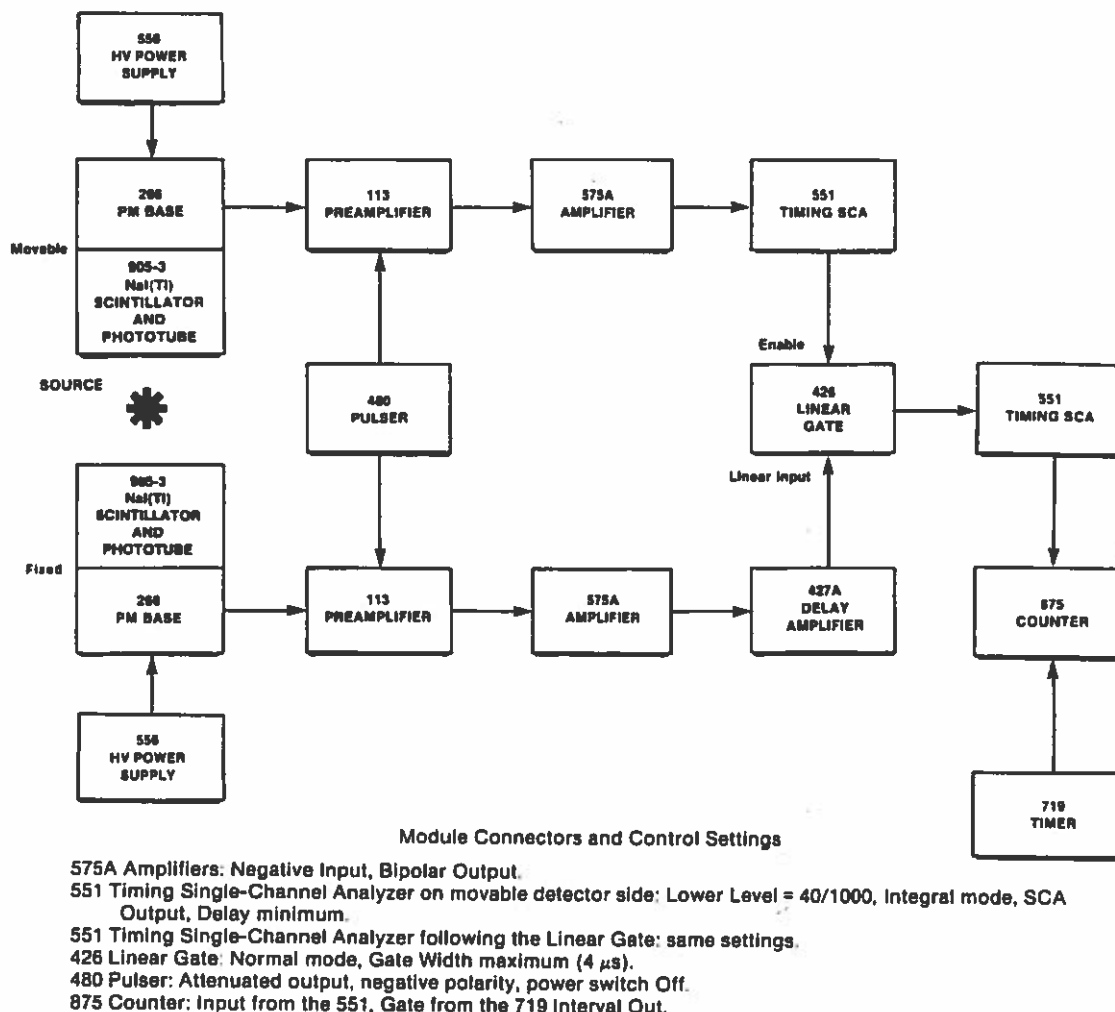 556
HV POWER
SUPPLY
266
PM BASE
113
PREAMPLIFIER
575A
AMPLIFIER
551
TIMING SCA
Movable
905-3
NaI(Tl)
SCINTILLATOR
AND
PHOTOTUBE
Enable
SOURCE
480
PULSER
426
LINEAR
GATE
551
TIMING SCA
Linear Input
905-3
NaI(Tl)
SCINTILLATOR
AND
PHOTOTUBE
Fixed
266
PM BASE
113
PREAMPLIFIER
575A
AMPLIFIER
427A
DELAY
AMPLIFIER
875
COUNTER
556
HV POWER
SUPPLY
719
TIMER
Module Connectors and Control Settings
575A Amplifiers: Negative Input, Bipolar Output.
551 Timing Single-Channel Analyzer on movable detector side: Lower Level = 40/1000, Integral mode, SCA
Output, Delay minimum.
551 Timing Single-Channel Analyzer following the Linear Gate: same settings.
426 Linear Gate: Normal mode, Gate Width maximum (4 μs).
480 Pulser: Attenuated output, negative polarity, power switch Off.
875 Counter: Input from the 551, Gate from the 719 Interval Out.